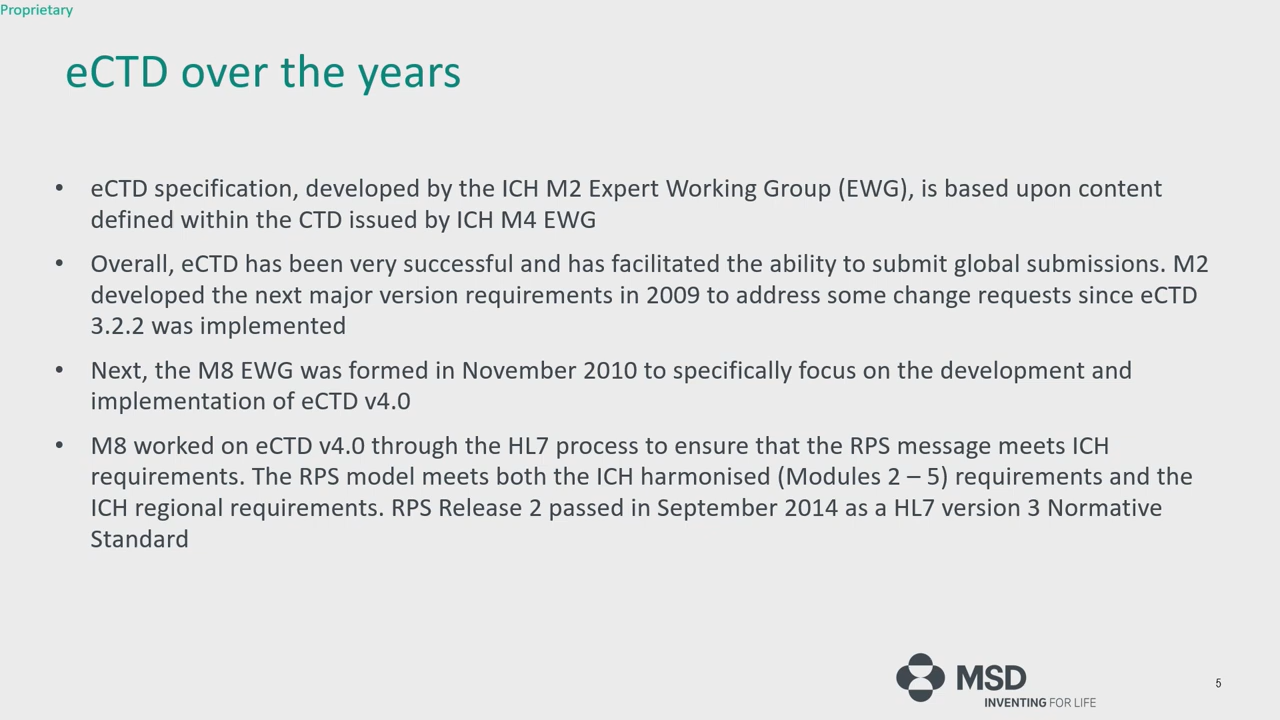 Proprietary
eCTD over the years
• eCTD specification, developed by the ICH M2 Expert Working Group (EWG), is based upon content
defined within the CTD issued by ICH M4 EWG
• Overall, eCTD has been very successful and has facilitated the ability to submit global submissions. M2
developed the next major version requirements in 2009 to address some change requests since eCTD
3.2.2 was implemented
• Next, the M8 EWG was formed in November 2010 to specifically focus on the development and
implementation of eCTD v4.0
• M8 worked on eCTD v4.0 through the HL7 process to ensure that the RPS message meets ICH
requirements. The RPS model meets both the ICH harmonised (Modules 2 – 5) requirements and the
ICH regional requirements. RPS Release 2 passed in September 2014 as a HL7 version 3 Normative
Standard
MSD
INVENTING FOR LIFE
5